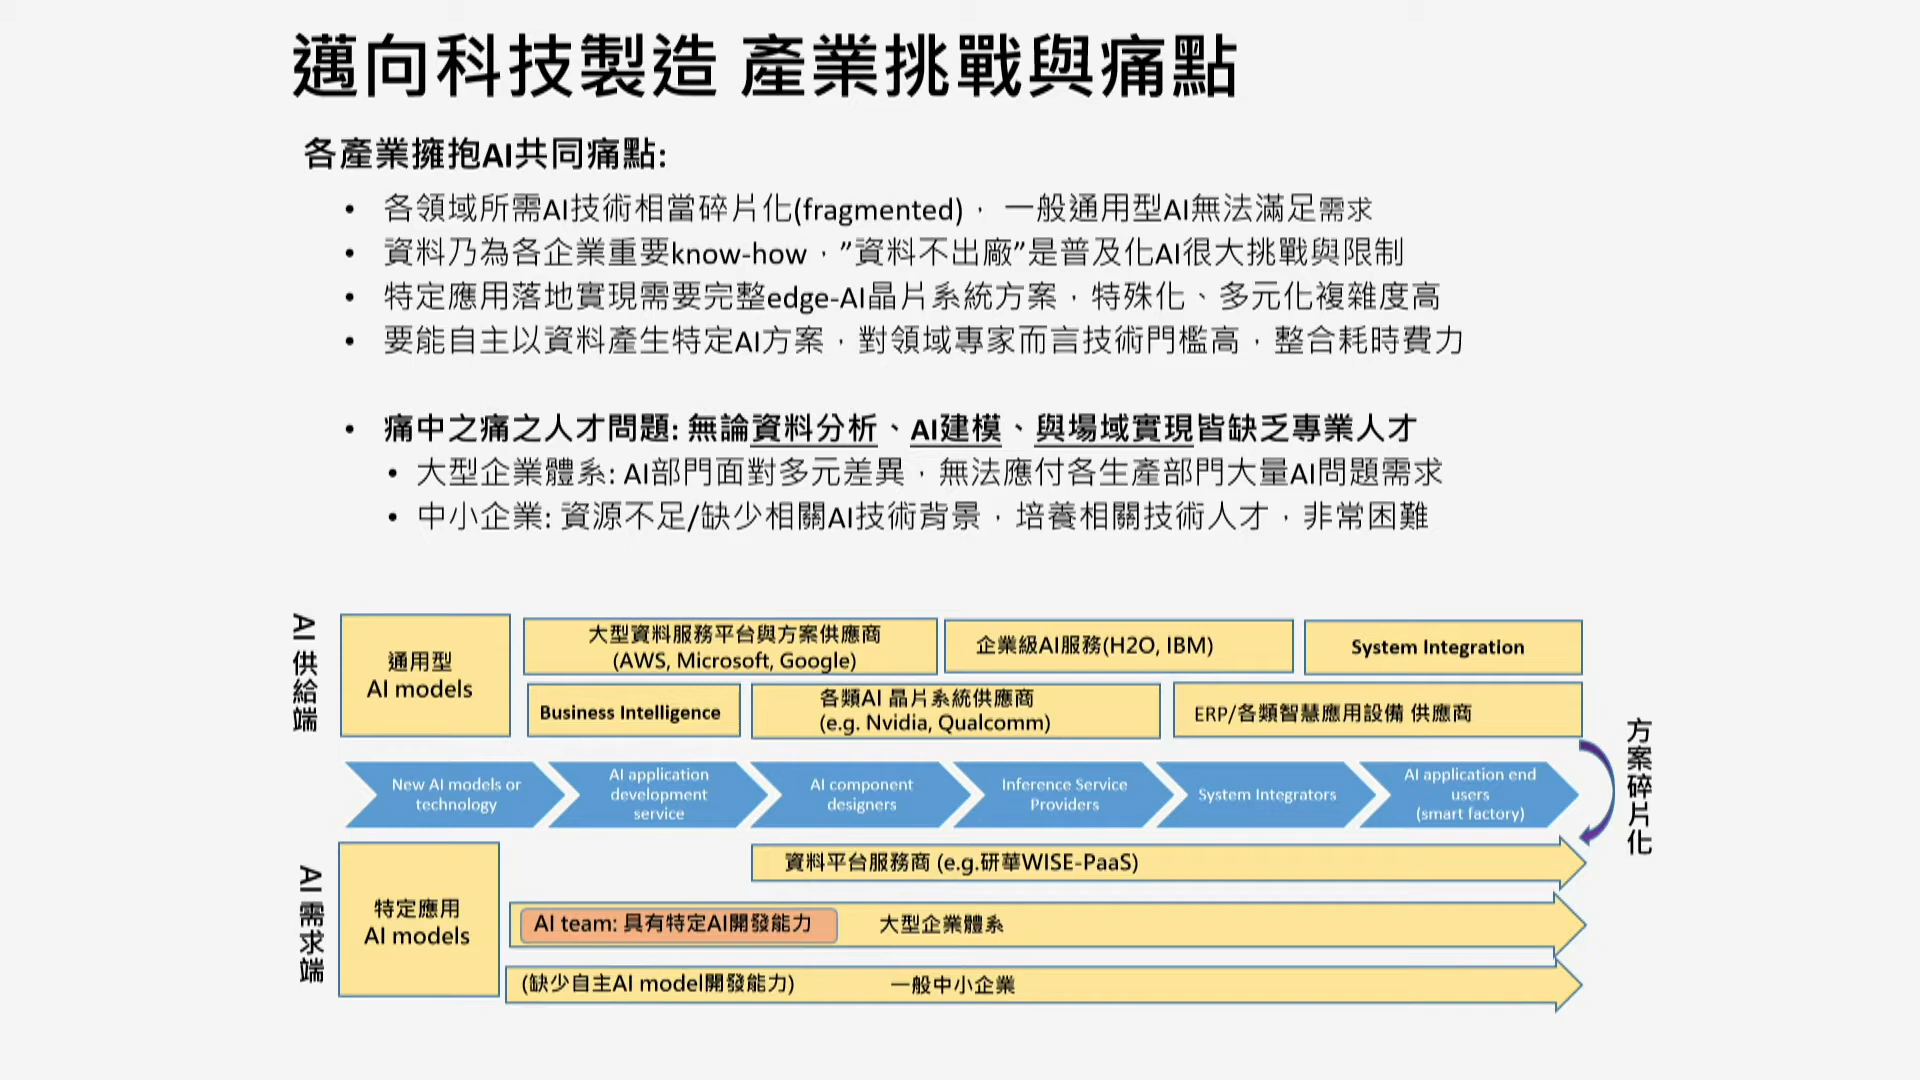 邁向科技製造 產業挑戰與痛點
各產業擁抱AI共同痛點:
• 各領域所需AI技術相當碎片化(fragmented)， 一般通用型AI無法滿足需求
• 資料乃為各企業重要know-how，”資料不出廠”是普及化AI很大挑戰與限制
• 特定應用落地實現需要完整edge-AI晶片系統方案，特殊化、多元化複雜度高
• 要能自主以資料產生特定AI方案，對領域專家而言技術門檻高，整合耗時費力
• 痛中之痛之人才問題: 無論資料分析、AI建模、與場域實現皆缺乏專業人才
• 大型企業體系: AI部門面對多元差異，無法應付各生產部門大量AI問題需求
• 中小企業: 資源不足/缺少相關AI技術背景，培養相關技術人才，非常困難
AI 供給端
通用型
AI models
大型資料服務平台與方案供應商
(AWS, Microsoft, Google)
企業級AI服務(H2O, IBM)
System Integration
Business Intelligence
各類AI 晶片系統供應商
(e.g. Nvidia, Qualcomm)
ERP/各類智慧應用設備 供應商
New AI models or
technology
AI application
development
service
AI component
designers
Inference Service
Providers
System Integrators
AI application end
users
(smart factory)
方案碎片化
AI 需求端
特定應用
AI models
資料平台服務商 (e.g.研華WISE-PaaS)
AI team: 具有特定AI開發能力
大型企業體系
(缺少自主AI model開發能力)
一般中小企業